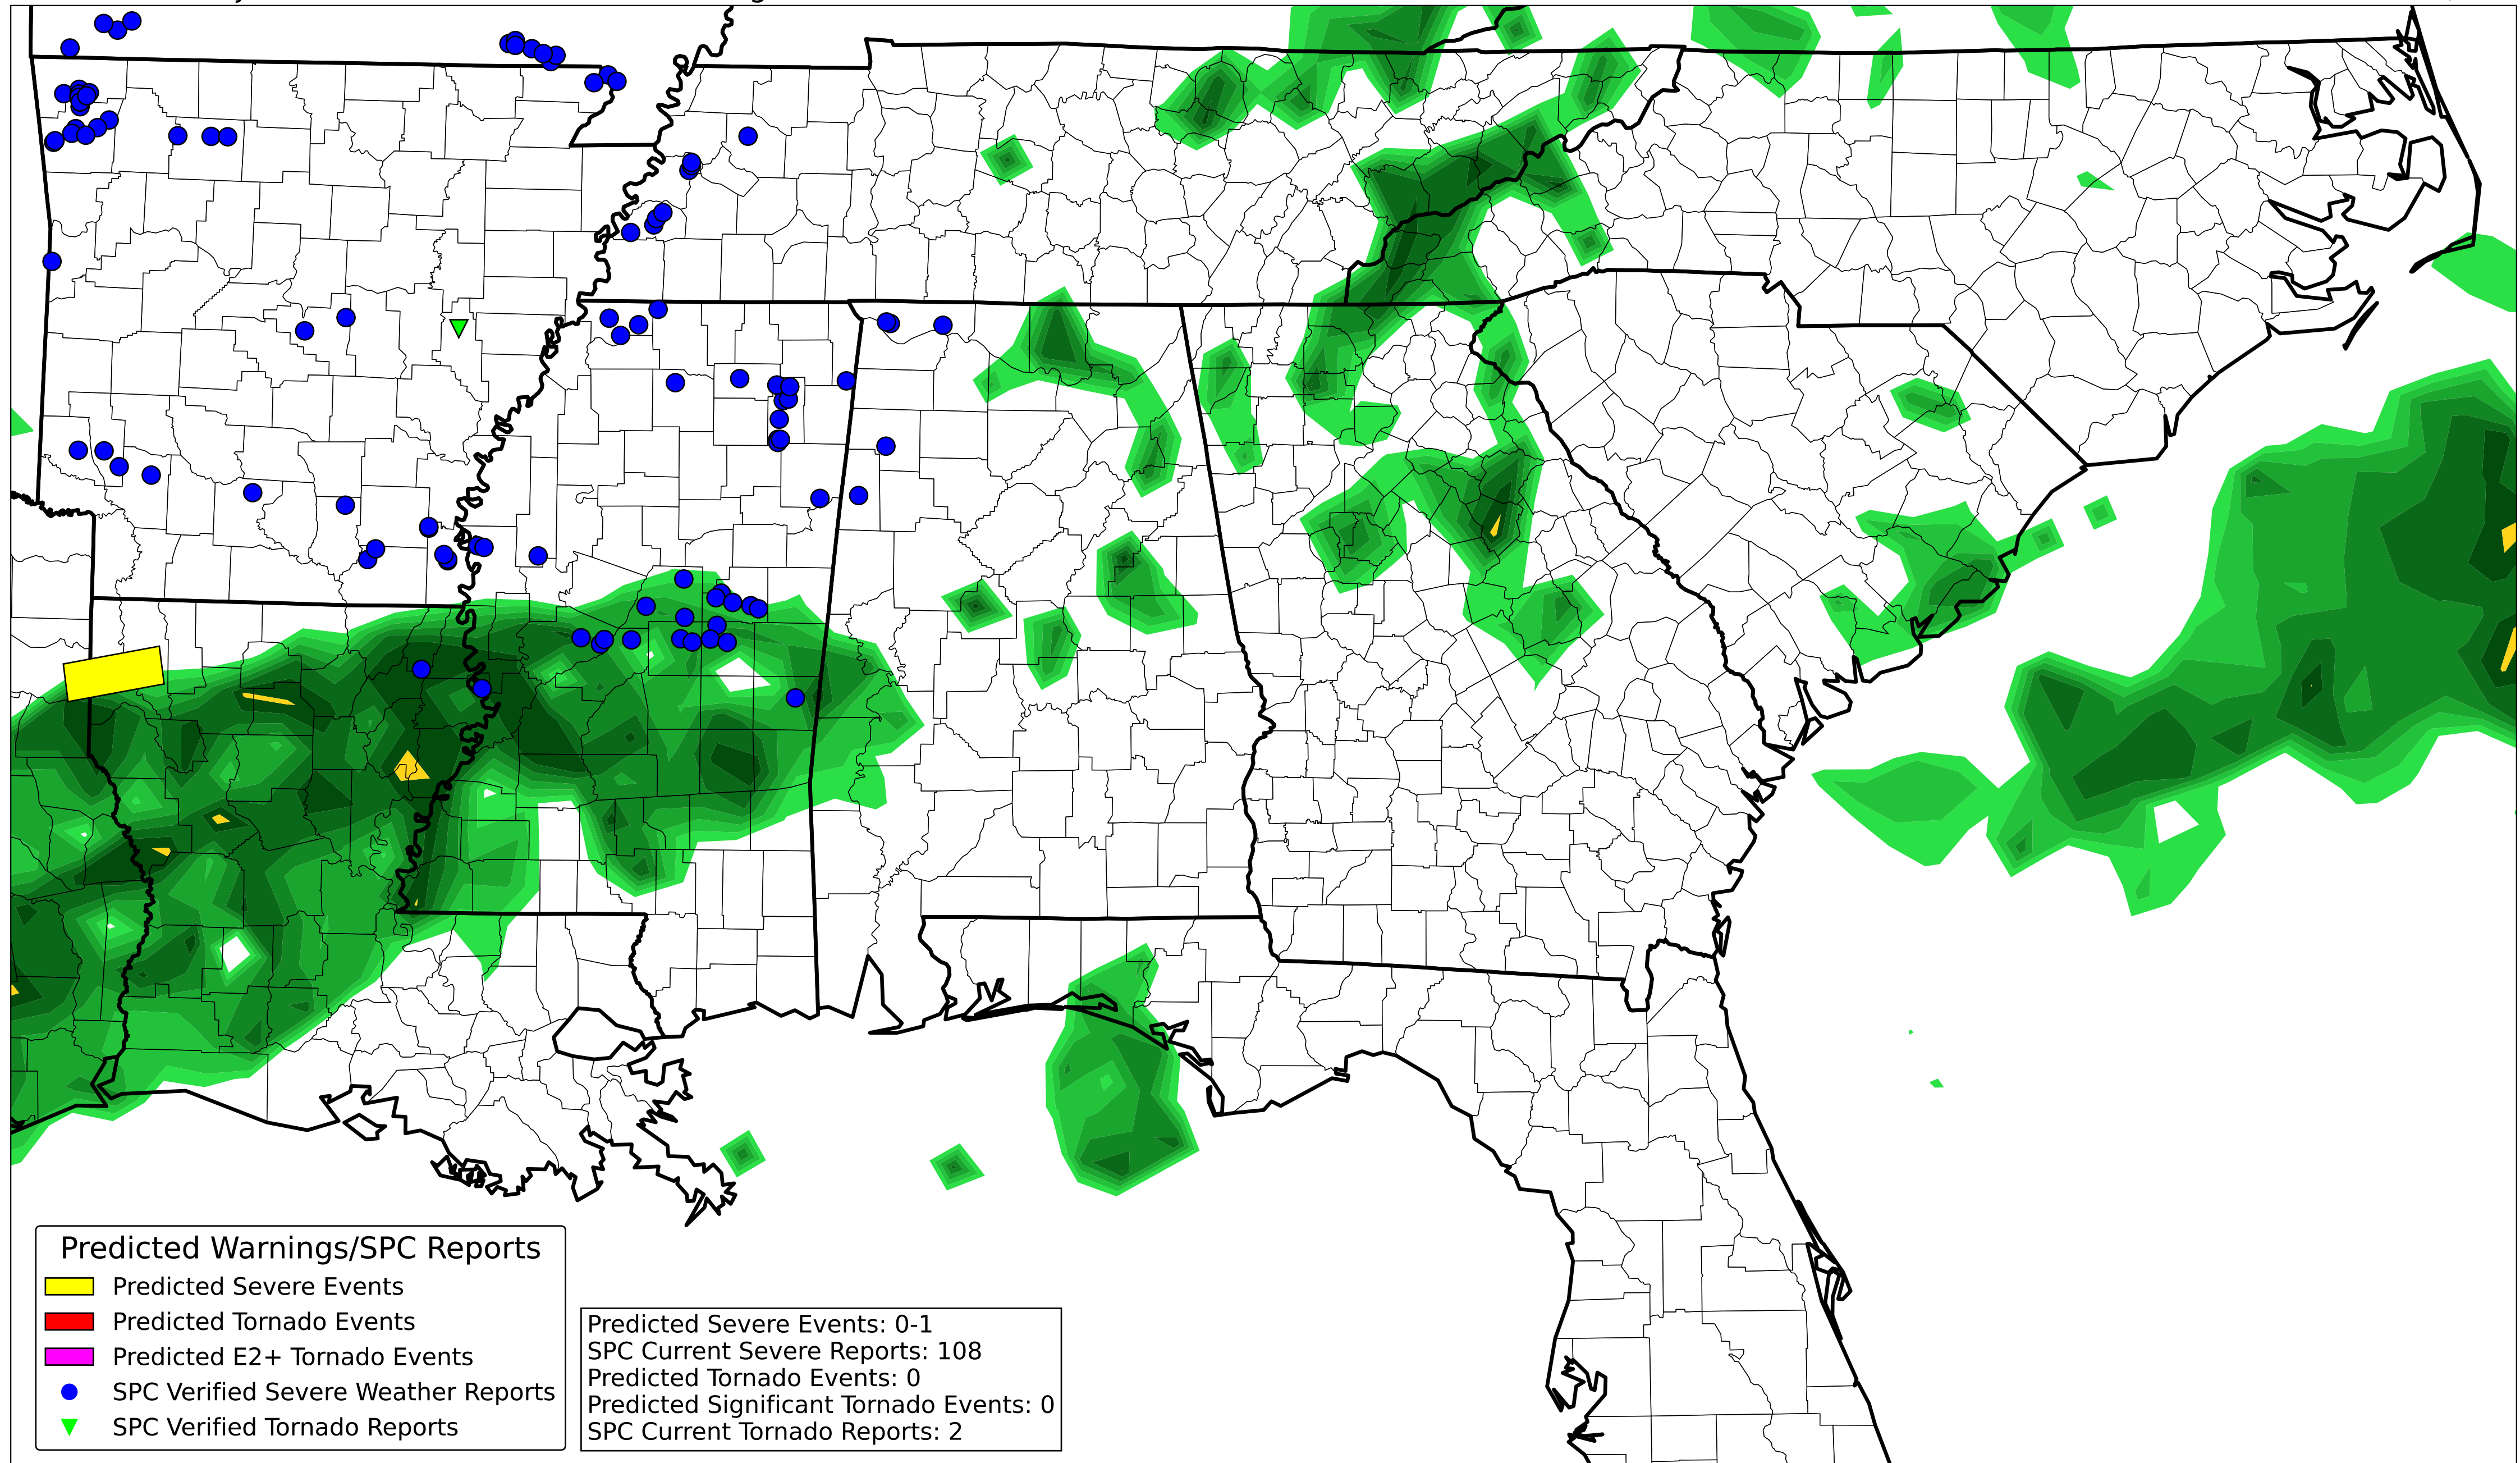 Predicted Warnings/SPC Reports
Predicted Severe Events
Predicted Tornado Events
Predicted E2+ Tornado Events
SPC Verified Severe Weather Reports
SPC Verified Tornado Reports
Predicted Severe Events: 0-1
SPC Current Severe Reports: 108
Predicted Tornado Events: 0
Predicted Significant Tornado Events: 0
SPC Current Tornado Reports: 2